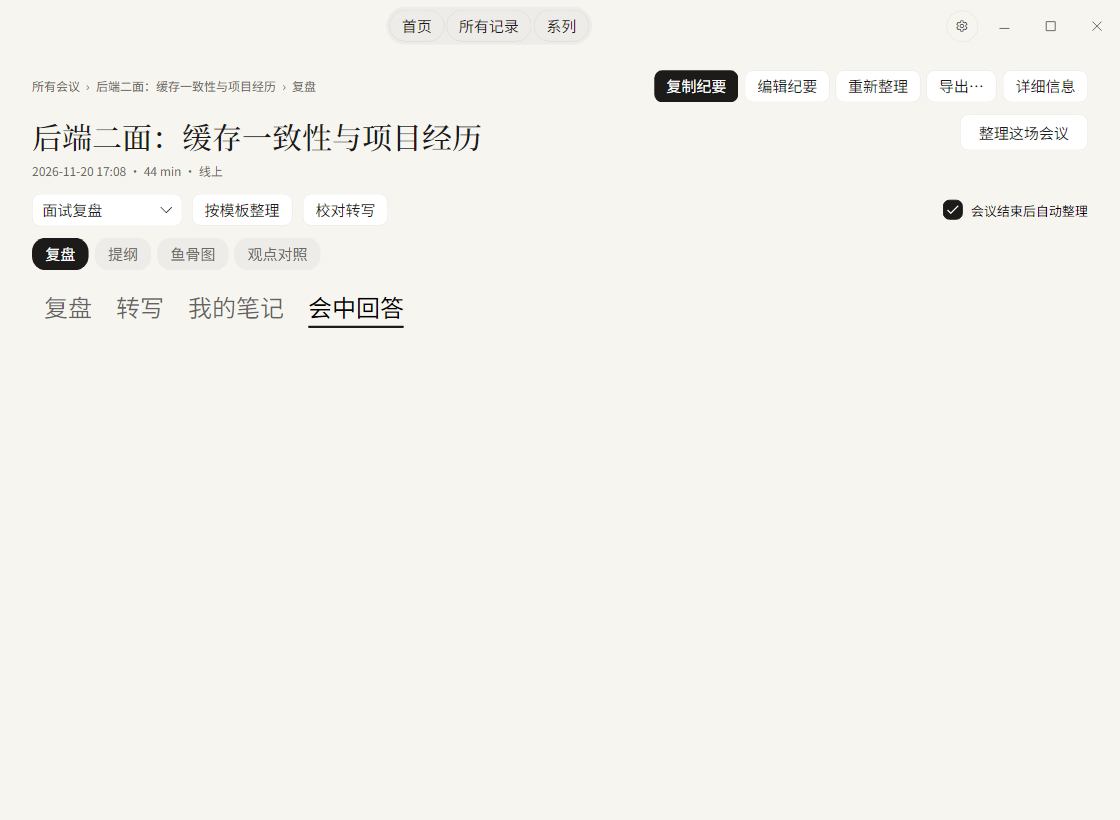 首页 所有记录 系列
所有会议 › 后端二面：缓存一致性与项目经历 › 复盘
复制纪要 编辑纪要 重新整理 导出… 详细信息
后端二面：缓存一致性与项目经历
整理这场会议
2026-11-20 17:08 · 44 min · 线上
面试复盘 按模板整理 校对转写
会议结束后自动整理
复盘 提纲 鱼骨图 观点对照
复盘 转写 我的笔记 会中回答